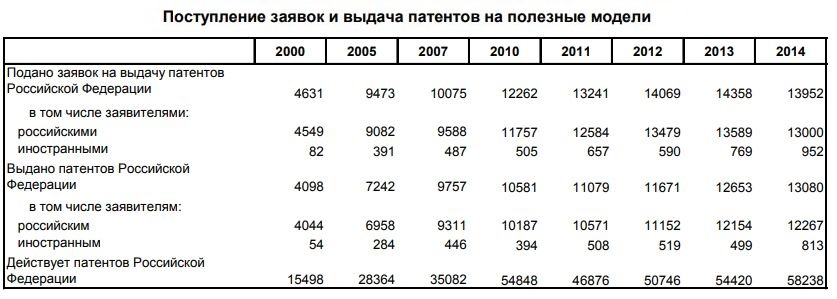 Поступление заявок и выдача патентов на полезные модели
2000 2005 2007 2010 2011 2012 2013 2014
Подано заявок на выдачу патентов
Российской Федерации 4631 9473 10075 12262 13241 14069 14358 13952
в том числе заявителями:
российскими 4549 9082 9588 11757 12584 13479 13589 13000
иностранными 82 391 487 505 657 590 769 952
Выдано патентов Российской
Федерации 4098 7242 9757 10581 11079 11671 12653 13080
в том числе заявителям:
российским 4044 6958 9311 10187 10571 11152 12154 12267
иностранным 54 284 446 394 508 519 499 813
Действует патентов Российской
Федерации 15498 28364 35082 54848 46876 50746 54420 58238